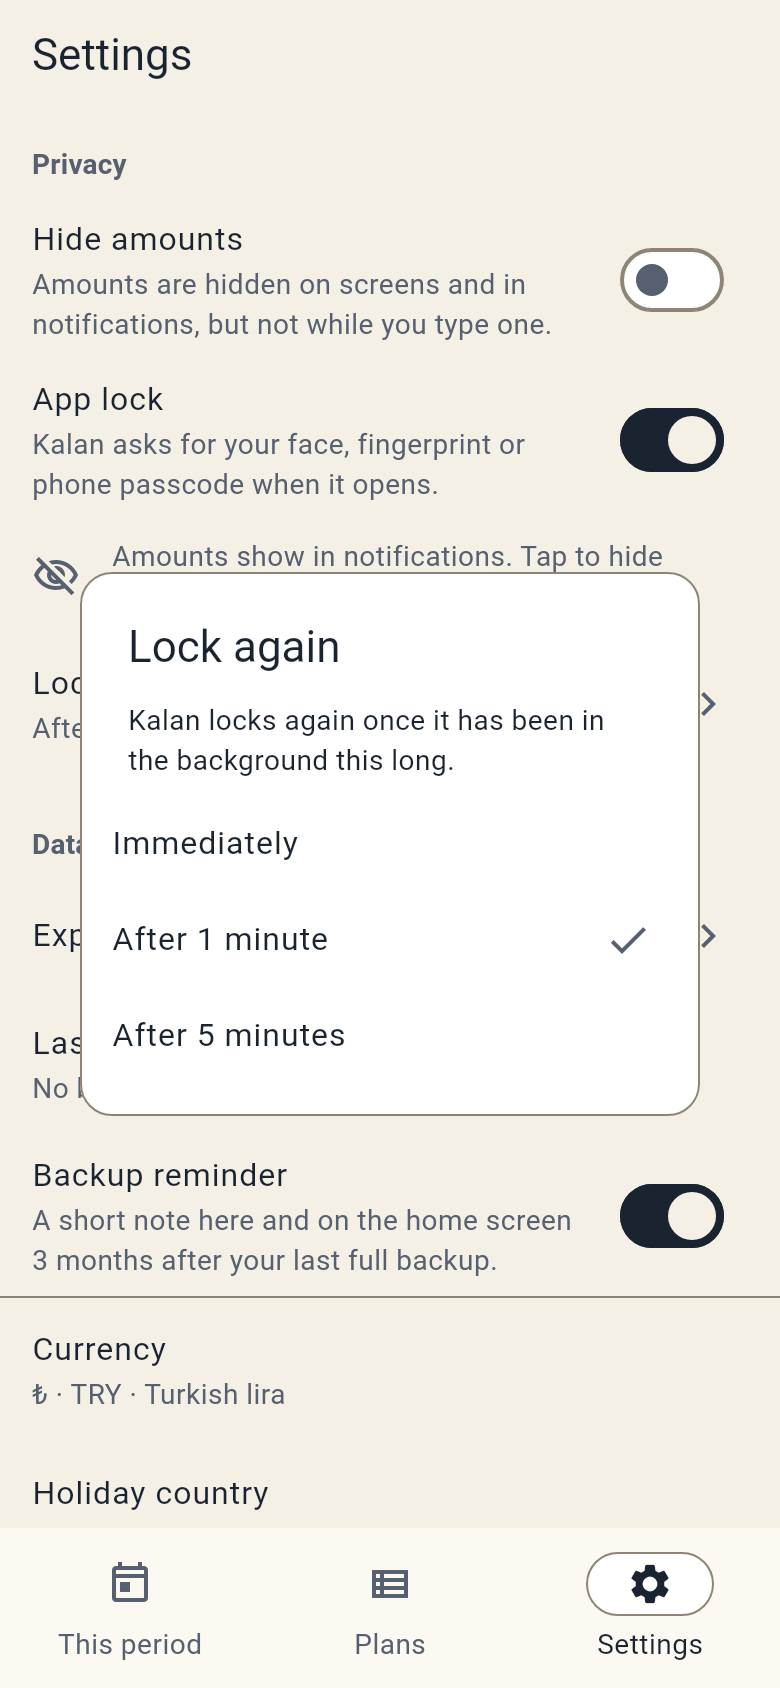 Settings
Privacy
Hide amounts
Amounts are hidden on screens and in
notifications, but not while you type one.
App lock
Kalan asks for your face, fingerprint or
phone passcode when it opens.
Amounts show in notifications. Tap to hide
Lock again
Kalan locks again once it has been in
the background this long.
Immediately
After 1 minute
After 5 minutes
Backup reminder
A short note here and on the home screen
3 months after your last full backup.
Currency
₺ · TRY · Turkish lira
Holiday country
This period
Plans
Settings